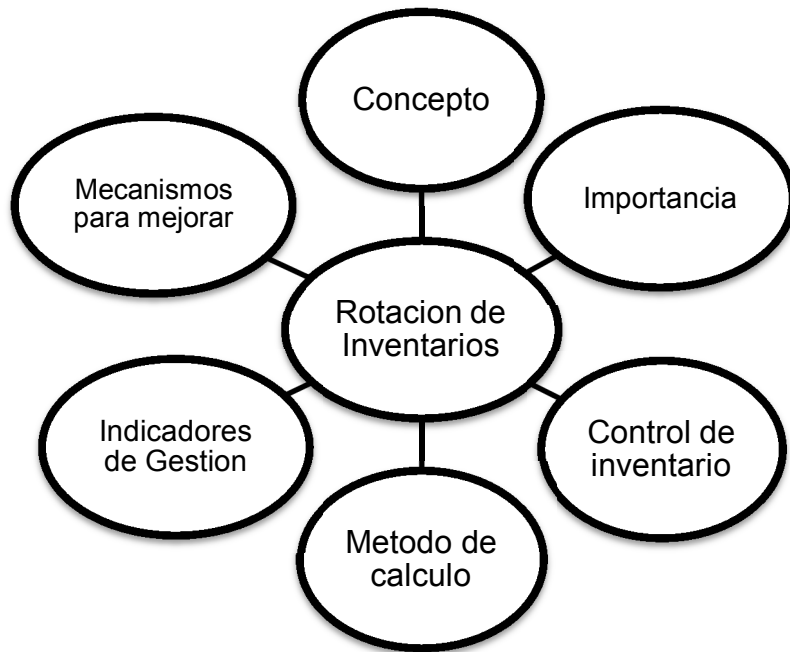 Concepto
Importancia
Control de
inventario
Metodo de
calculo
Indicadores
de Gestion
Mecanismos
para mejorar
Rotacion de
Inventarios